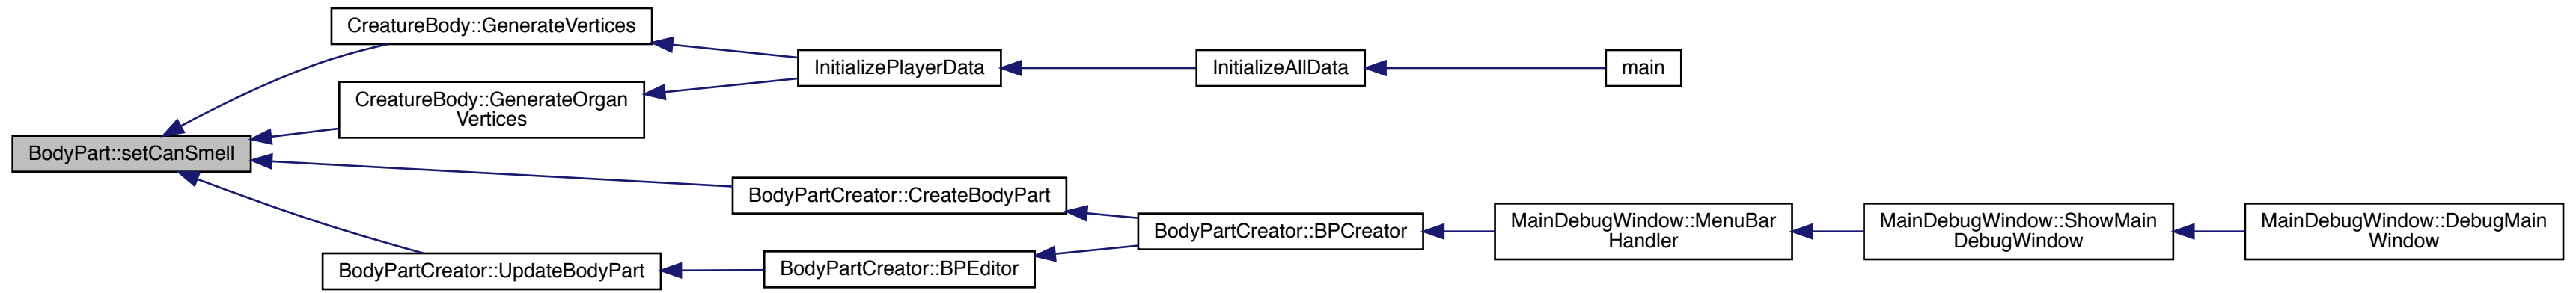 CreatureBody::GenerateVertices
InitializePlayerData
InitializeAllData
main
CreatureBody::GenerateOrgan
Vertices
BodyPart::setCanSmell
BodyPartCreator::CreateBodyPart
BodyPartCreator::BPCreator
MainDebugWindow::MenuBar
Handler
MainDebugWindow::ShowMain
DebugWindow
MainDebugWindow::DebugMain
Window
BodyPartCreator::UpdateBodyPart
BodyPartCreator::BPEditor